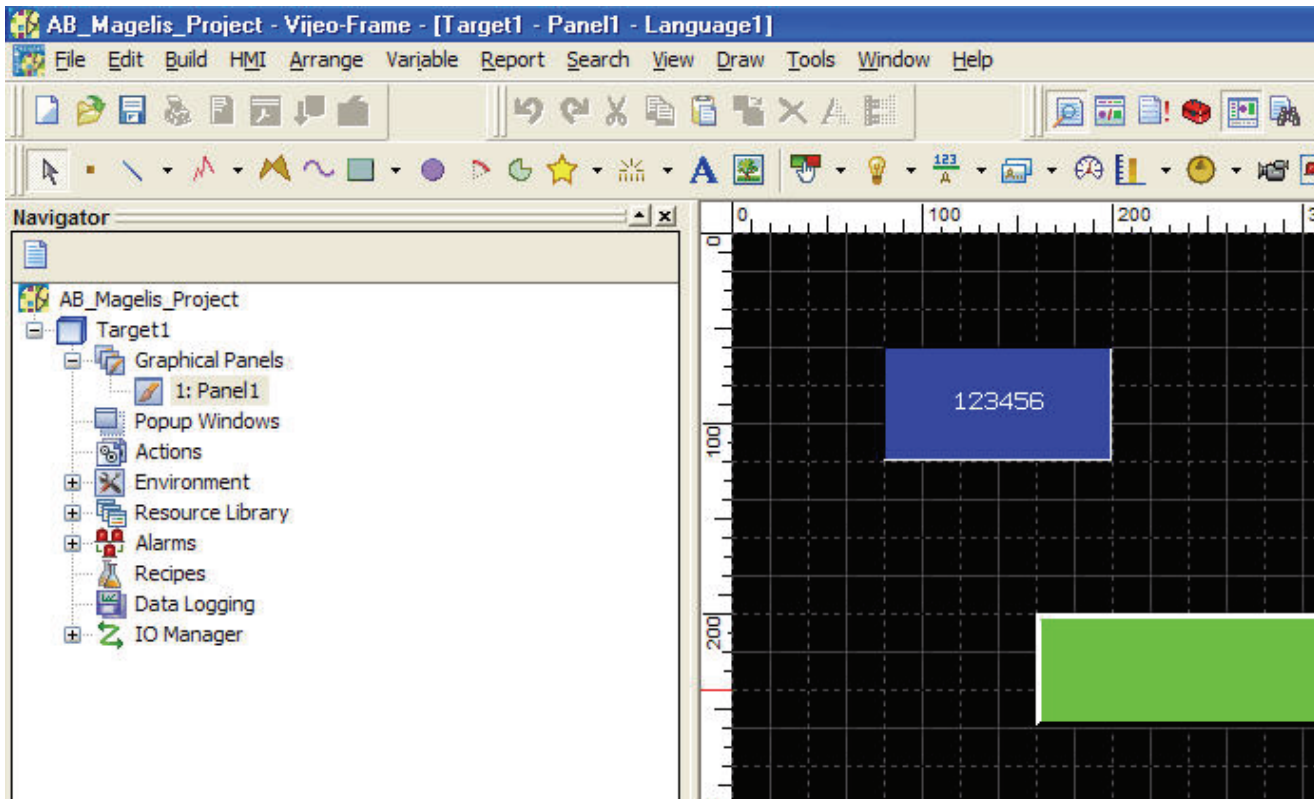 AB_Magelis_Project - Vijeo-Frame - [Target1 - Panel1 - Language1]
File Edit Build HMI Arrange Variable Report Search View Draw Tools Window Help
123
A
A
Navigator
0 100 200 3
AB_Magelis_Project
Target1
Graphical Panels
1: Panel1
Popup Windows
Actions
Environment
Resource Library
Alarms
Recipes
Data Logging
IO Manager
0
100
200
123456